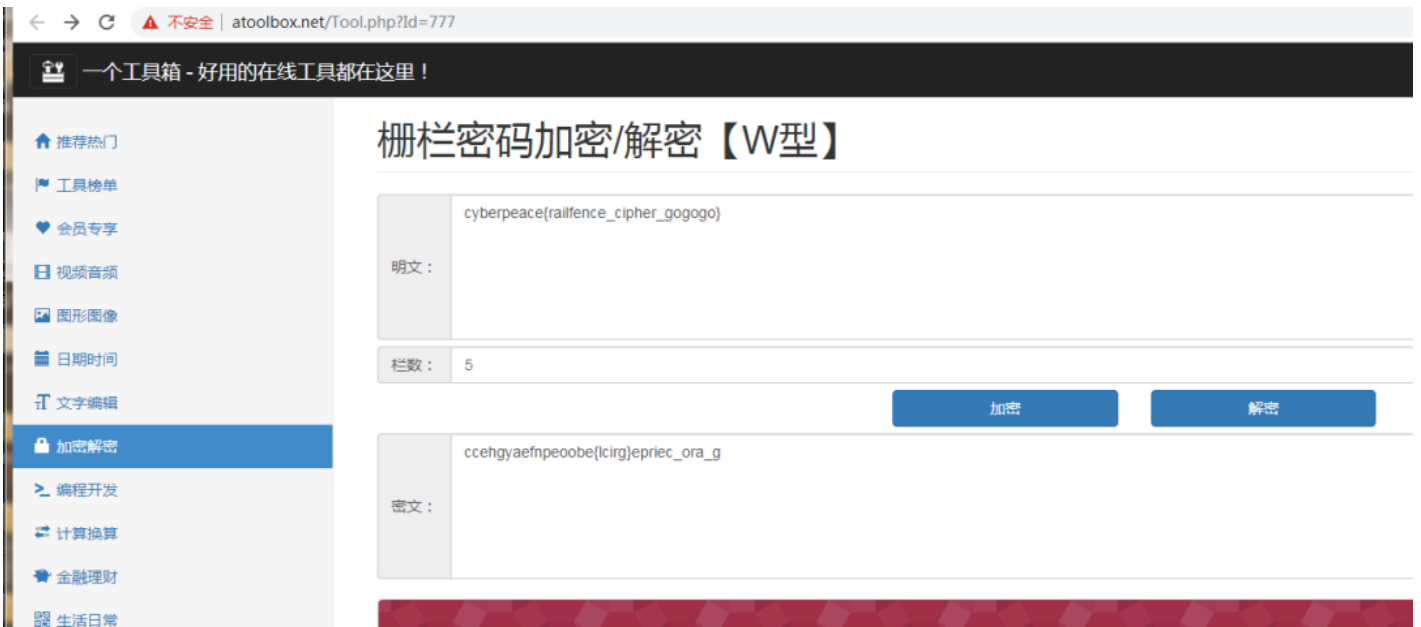 不安全 | atoolbox.net/Tool.php?Id=777
一个工具箱 - 好用的在线工具都在这里！
推荐热门
工具榜单
会员专享
视频音频
图形图像
日期时间
文字编辑
加密解密
编程开发
计算换算
金融理财
生活日常
栅栏密码加密/解密【W型】
明文：
cyberpeace{railfence_cipher_gogogo}
栏数：
5
加密 解密
密文：
ccehgyaefnpeoobe{lcirg}epriec_ora_g